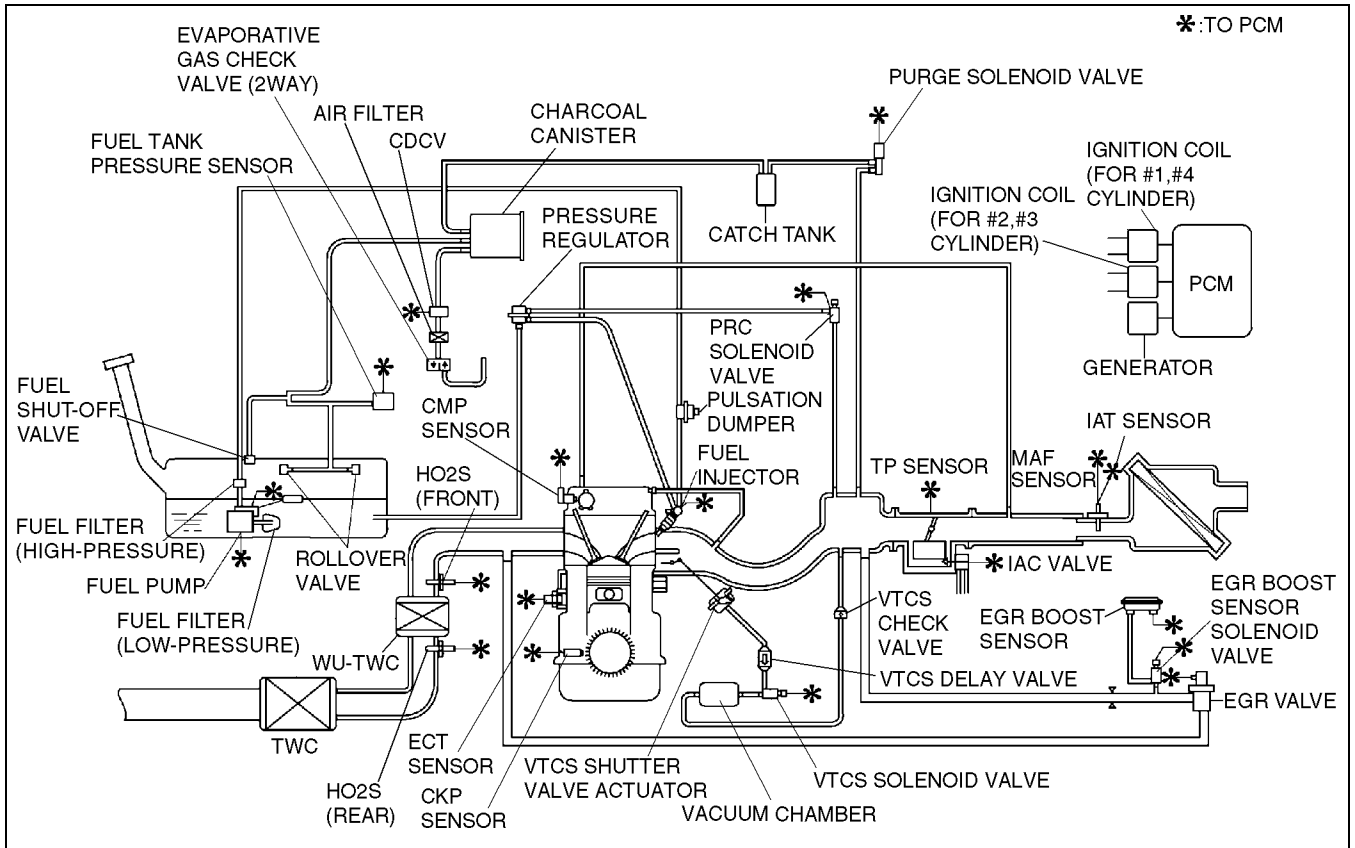 ✱:TO PCM
EVAPORATIVE
GAS CHECK
VALVE (2WAY)
PURGE SOLENOID VALVE
AIR FILTER
CHARCOAL
CANISTER
FUEL TANK
PRESSURE SENSOR
CDCV
IGNITION COIL
(FOR #1,#4
CYLINDER)
IGNITION COIL
(FOR #2,#3
CYLINDER)
PRESSURE
REGULATOR
CATCH TANK
PCM
PRC
SOLENOID
VALVE
GENERATOR
FUEL
SHUT-OFF
VALVE
CMP
SENSOR
PULSATION
DUMPER
IAT SENSOR
HO2S
(FRONT)
FUEL
INJECTOR
TP SENSOR
MAF
SENSOR
FUEL FILTER
(HIGH-PRESSURE)
ROLLOVER
VALVE
IAC VALVE
FUEL PUMP
EGR BOOST
SENSOR
EGR BOOST
SENSOR
SOLENOID
VALVE
VTCS
CHECK
VALVE
FUEL FILTER
(LOW-PRESSURE)
WU-TWC
VTCS DELAY VALVE
EGR VALVE
TWC
ECT
SENSOR
VTCS SHUTTER
VALVE ACTUATOR
VTCS SOLENOID VALVE
HO2S
(REAR)
CKP
SENSOR
VACUUM CHAMBER